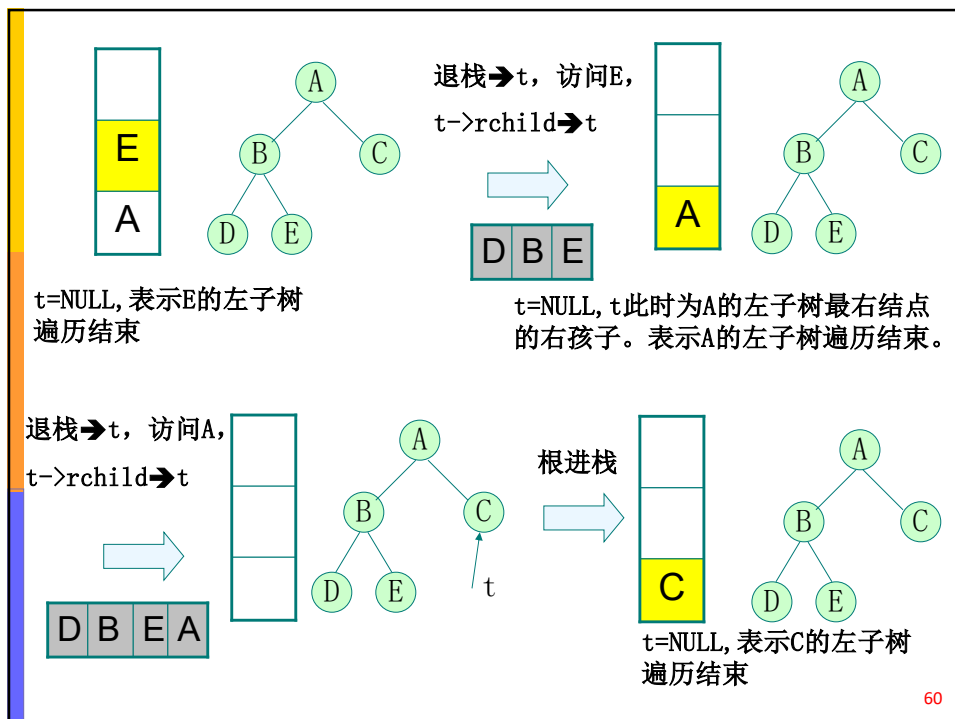 E
A
A
B
C
D
E
退栈➔t，访问E，
t->rchild➔t
D B E
A
A
B
C
D
E
t=NULL,表示E的左子树
遍历结束
t=NULL,t此时为A的左子树最右结点
的右孩子。表示A的左子树遍历结束。
退栈➔t，访问A，
t->rchild➔t
D B E A
A
B
C
D
E
t
根进栈
C
A
B
C
D
E
t=NULL,表示C的左子树
遍历结束
60